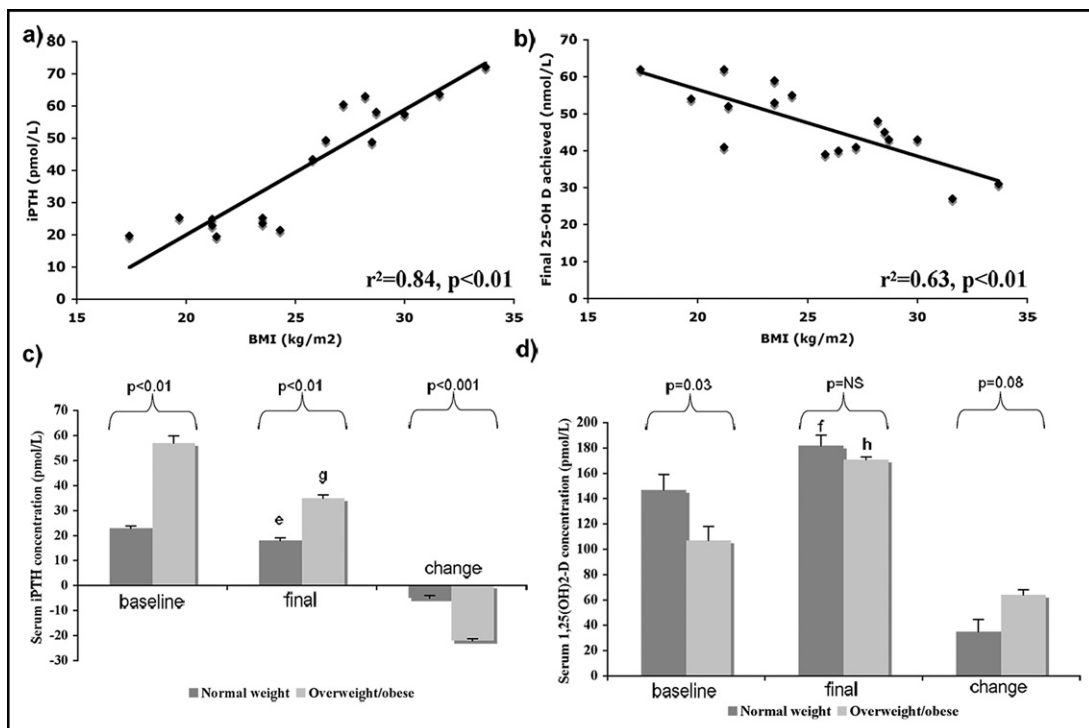 a)
80
70
60
50
40
30
20
10
0
iPTH (pmol/L)
15 20 25 30 35
BMI (kg/m2)
r²=0.84, p<0.01
b)
70
60
50
40
30
20
10
0
Final 25-OH D achieved (nmol/L)
15 20 25 30 35
BMI (kg/m2)
r²=0.63, p<0.01
c)
p<0.01 p<0.01 p<0.001
70
60
50
40
30
20
10
0
-10
-20
-30
Serum iPTH concentration (pmol/L)
e
g
baseline final change
Normal weight Overweight/obese
d)
p=0.03 p=NS p=0.08
200
180
160
140
120
100
80
60
40
20
0
Serum 1,25(OH)2-D concentration (pmol/L)
f
h
baseline final change
Normal weight Overweight/obese